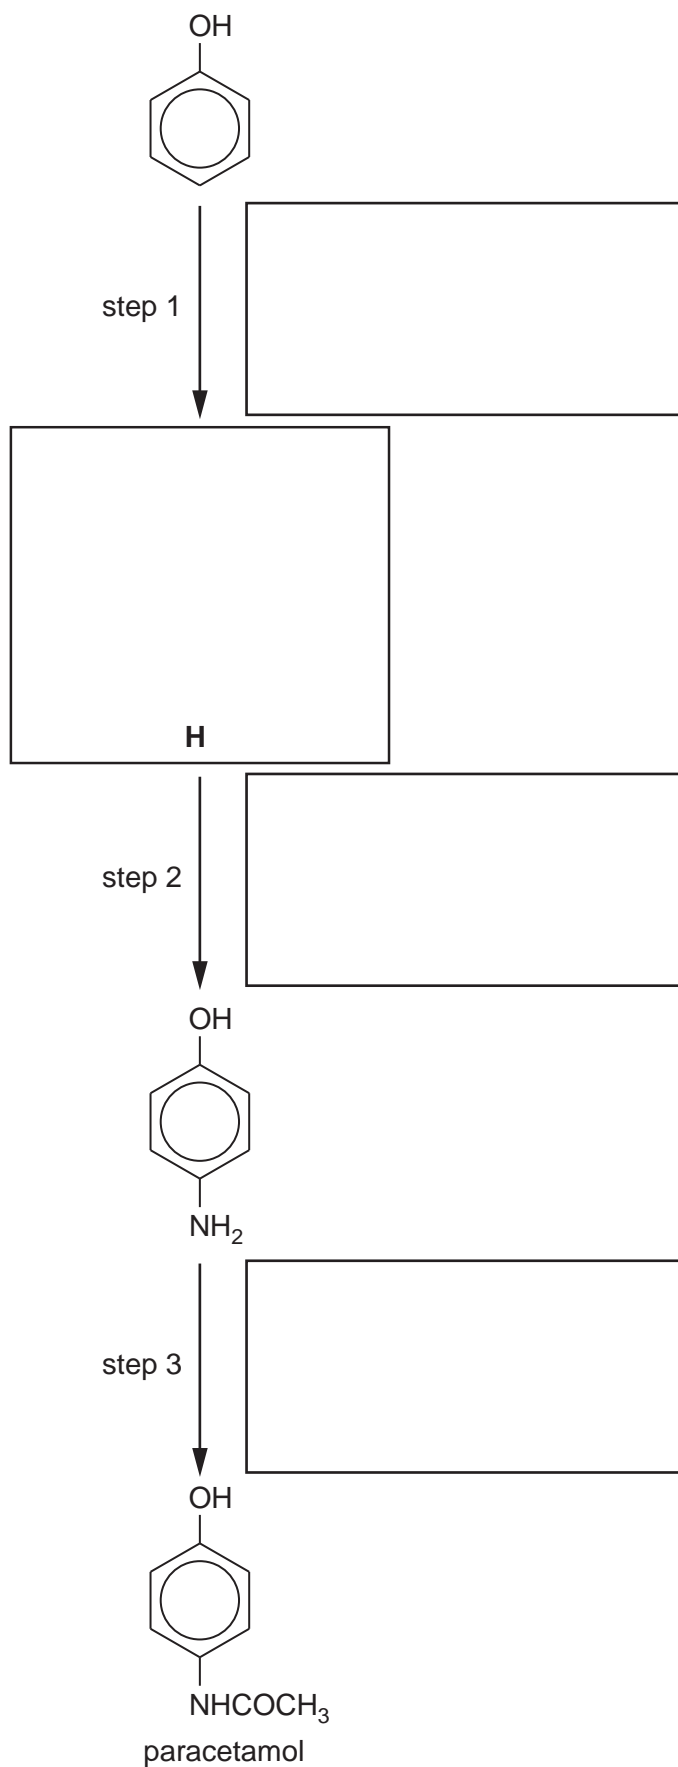 OH
step 1
H
step 2
OH
NH2
step 3
OH
NHCOCH3
paracetamol